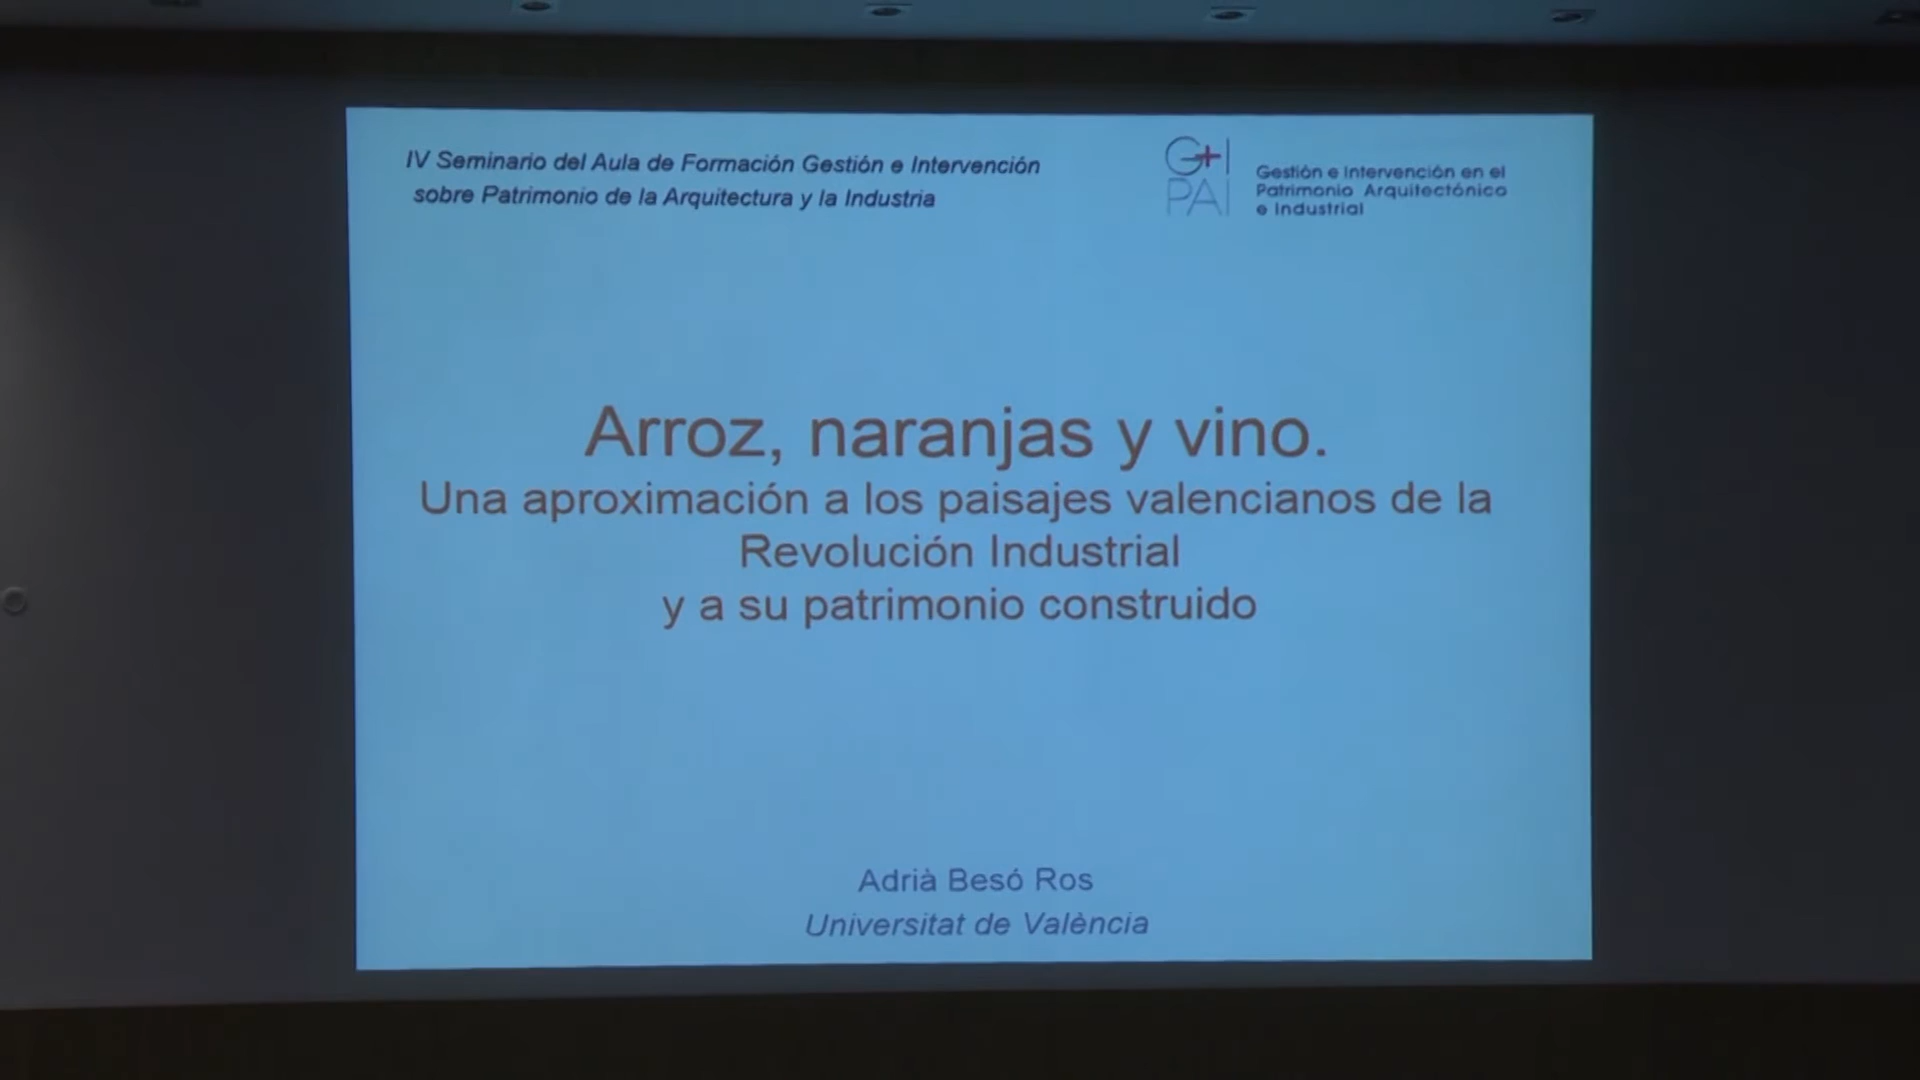 IV Seminario del Aula de Formación Gestión e Intervención
sobre Patrimonio de la Arquitectura y la Industria
G+I
PAI
Gestión e Intervención en el
Patrimonio Arquitectónico
e Industrial
Arroz, naranjas y vino.
Una aproximación a los paisajes valencianos de la
Revolución Industrial
y a su patrimonio construido
Adrià Besó Ros
Universitat de València